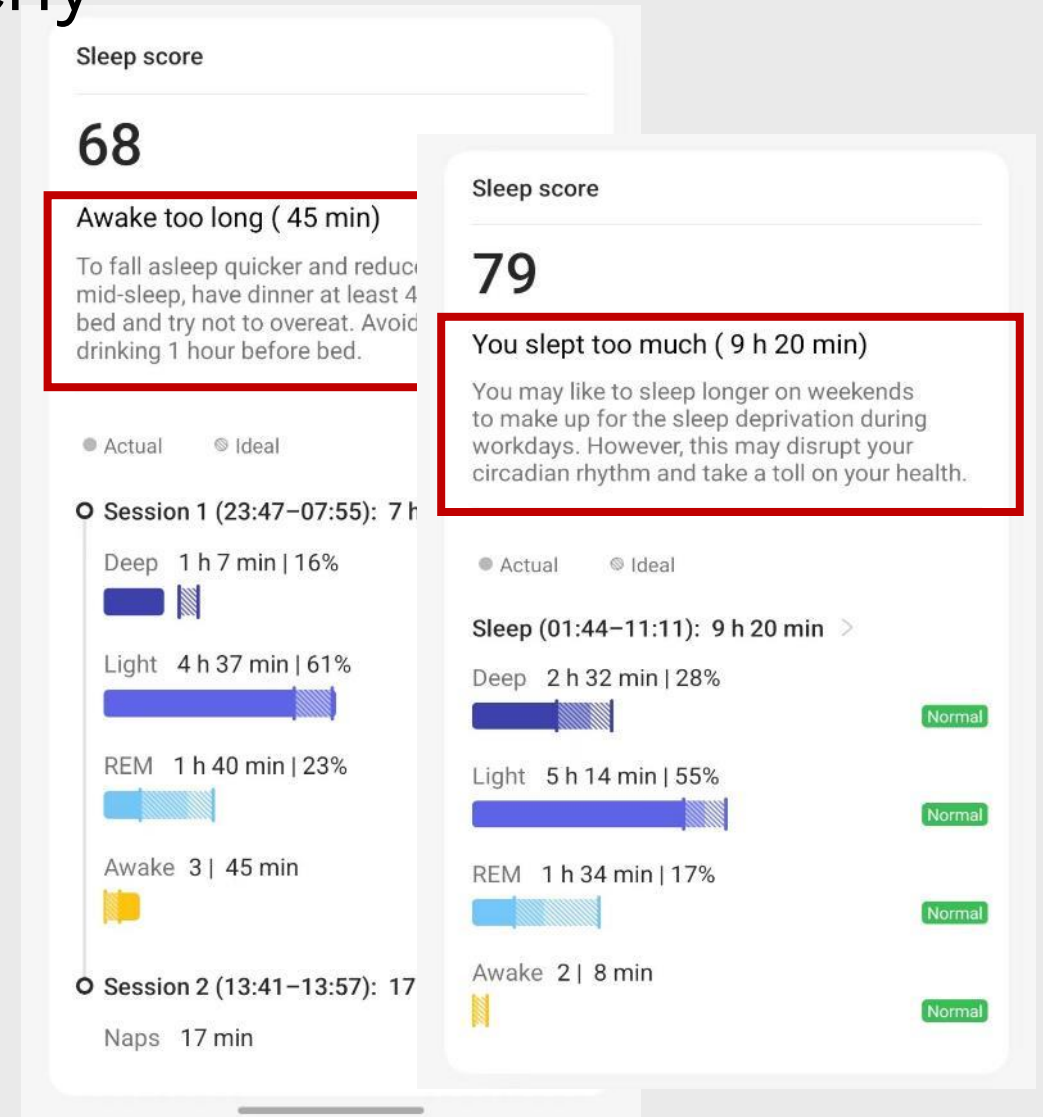 Sleep score
68
Awake too long ( 45 min)
To fall asleep quicker and
mid-sleep, have dinner at least 4
bed and try not to overeat. Avoid
drinking 1 hour before bed.
Actual Ideal
Session 1 (23:47–07:55): 7 h
Deep 1 h 7 min | 16%
Light 4 h 37 min | 61%
REM 1 h 40 min | 23%
Awake 3 | 45 min
Session 2 (13:41–13:57): 17
Naps 17 min
Sleep score
79
You slept too much ( 9 h 20 min)
You may like to sleep longer on weekends
to make up for the sleep deprivation during
workdays. However, this may disrupt your
circadian rhythm and take a toll on your health.
Actual Ideal
Sleep (01:44–11:11): 9 h 20 min >
Deep 2 h 32 min | 28%
Normal
Light 5 h 14 min | 55%
Normal
REM 1 h 34 min | 17%
Normal
Awake 2 | 8 min
Normal